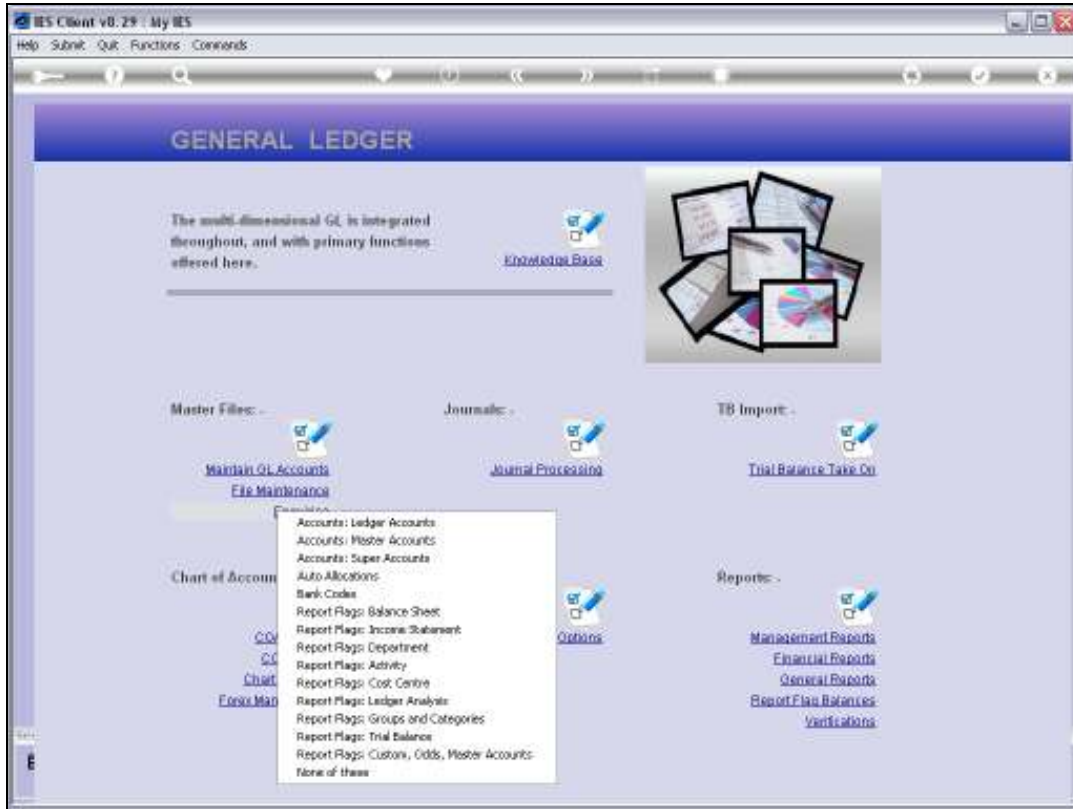 IES Client v8.29 : My IES
Help Submit Quit Functions Commands
GENERAL LEDGER
The multi-dimensional GL is integrated
throughout, and with primary functions
offered here.
Knowledge Base
Master Files: .
Journals: .
TB Import: .
Maintain GL Accounts
Journal Processing
Trial Balance Take On
File Maintenance
Accounts: Ledger Accounts
Accounts: Master Accounts
Accounts: Super Accounts
Auto Allocations
Bank Codes
Report Flags: Balance Sheet
Report Flags: Income Statement
Report Flags: Department
Report Flags: Activity
Report Flags: Cost Centre
Report Flags: Ledger Analysis
Report Flags: Groups and Categories
Report Flags: Trial Balance
Report Flags: Custom, Odds, Master Accounts
None of these
Chart of Accoun
Reports: .
Options
Management Reports
Financial Reports
Chart
General Reports
Forex Man
Report Flag Balances
Verifications